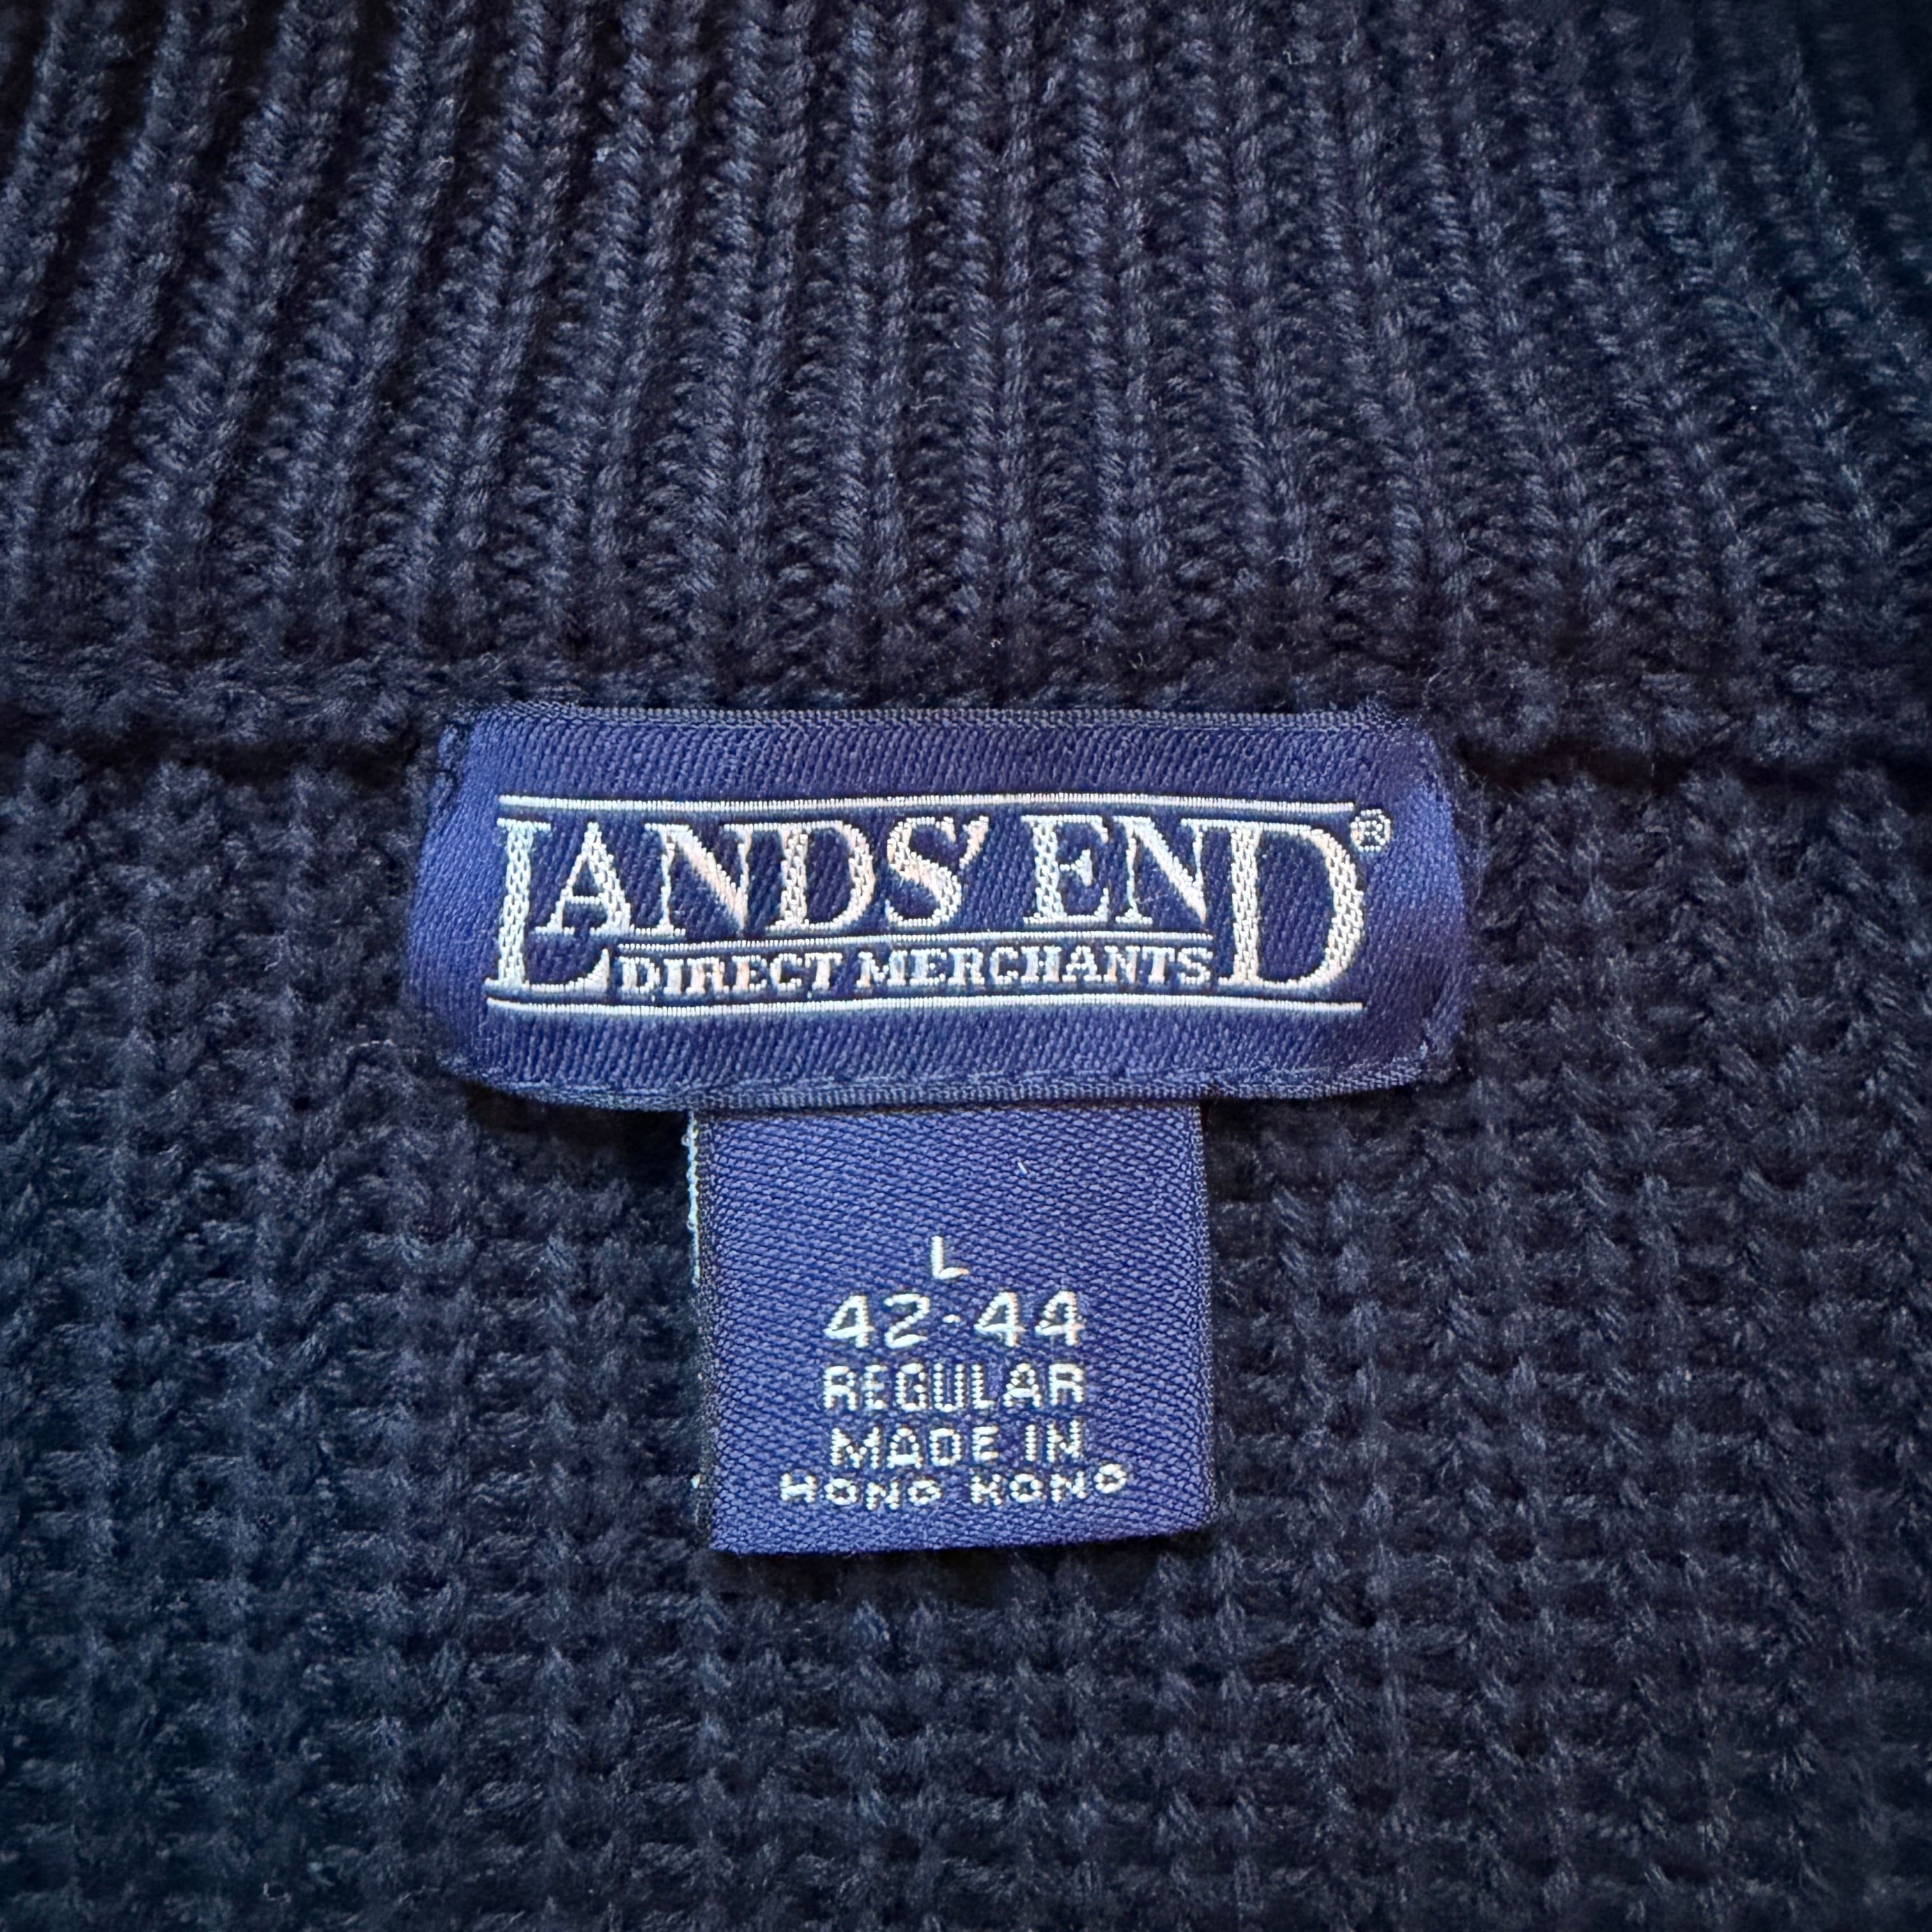 LANDS' END®
DIRECT MERCHANTS
L
42-44
REGULAR
MADE IN
HONG KONG